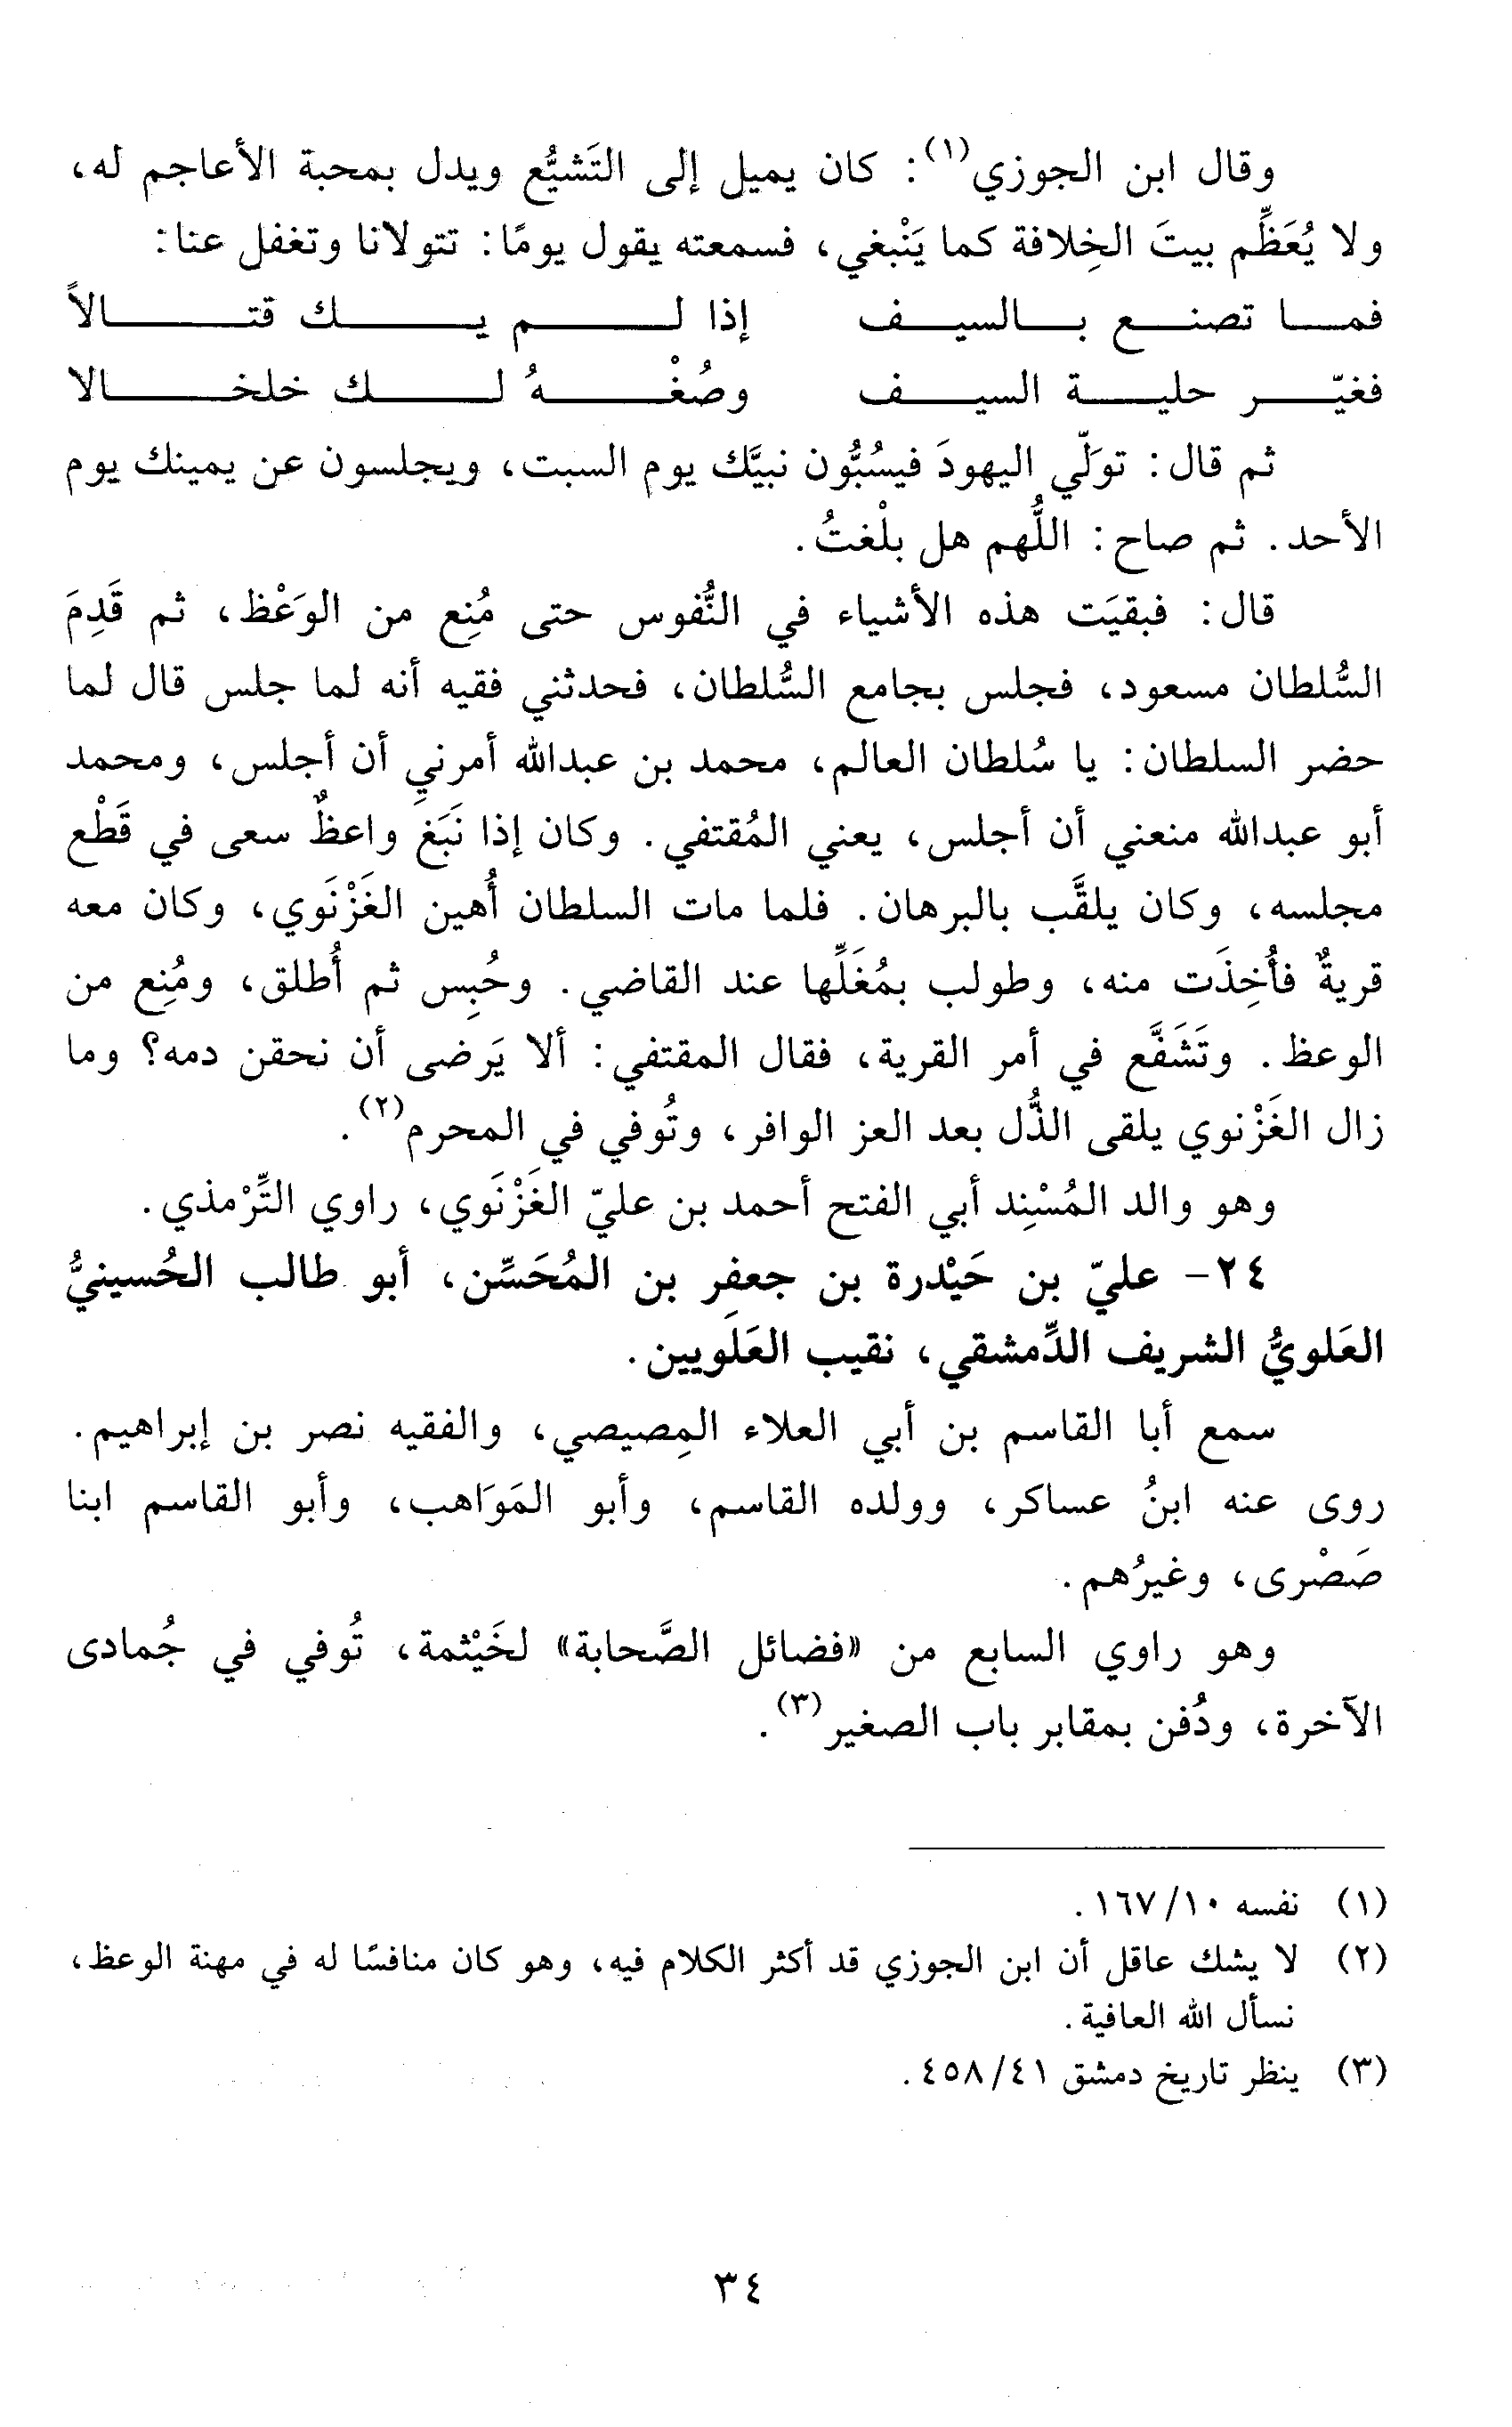 وقال ابن الجوزي(١): كان يميل إلى التَشيُّع ويدل بمحبة الأعاجم له،
ولا يُعَظِّم بيتَ الخِلافة كما يَنْبغي، فسمعته يقول يومًا: تتولانا وتغفل عنا:
فمـا تصنـع بـالسيـف إذا لـم يـك قتـالاً
فغيّـر حليـة السيـف وصُغْـهُ لـك خلخـالا
ثم قال: تولّي اليهودَ فيسُبُّون نبيَّك يوم السبت، ويجلسون عن يمينك يوم
الأحد. ثم صاح: اللُّهم هل بلْغتُ.
قال: فبقيَت هذه الأشياء في النُّفوس حتى مُنِع من الوَعْظ، ثم قَدِمَ
السُّلطان مسعود، فجلس بجامع السُّلطان، فحدثني فقيه أنه لما جلس قال لما
حضر السلطان: يا سُلطان العالم، محمد بن عبدالله أمرني أن أجلس، ومحمد
أبو عبدالله منعني أن أجلس، يعني المُقتفي. وكان إذا نَبَغَ واعظٌ سعى في قَطْع
مجلسه، وكان يلقَّب بالبرهان. فلما مات السلطان أُهين الغَزْنَوي، وكان معه
قريةٌ فأُخِذَت منه، وطولب بمُغَلِّها عند القاضي. وحُبِس ثم أُطلق، ومُنِع من
الوعظ. وتَشَفَّع في أمر القرية، فقال المقتفي: ألا يَرضى أن نحقن دمه؟ وما
زال الغَزْنوي يلقى الذُّل بعد العز الوافر، وتُوفي في المحرم(٢).
وهو والد المُسْنِد أبي الفتح أحمد بن عليّ الغَزْنَوي، راوي التِّرْمذي.
٢٤- عليّ بن حَيْدرة بن جعفر بن المُحَسِّن، أبو طالب الحُسينيُّ
العَلويُّ الشريف الدِّمشقي، نقيب العَلَويين.
سمع أبا القاسم بن أبي العلاء المِصيصي، والفقيه نصر بن إبراهيم.
روى عنه ابنُ عساكر، وولده القاسم، وأبو المَوَاهب، وأبو القاسم ابنا
صَصْرى، وغيرُهم.
وهو راوي السابع من «فضائل الصَّحابة» لخَيْثمة، تُوفي في جُمادى
الآخرة، ودُفن بمقابر باب الصغير(٣).
(١) نفسه ١٠/ ١٦٧.
(٢) لا يشك عاقل أن ابن الجوزي قد أكثر الكلام فيه، وهو كان منافسًا له في مهنة الوعظ،
نسأل الله العافية.
(٣) ينظر تاريخ دمشق ٤١/ ٤٥٨.
٣٤